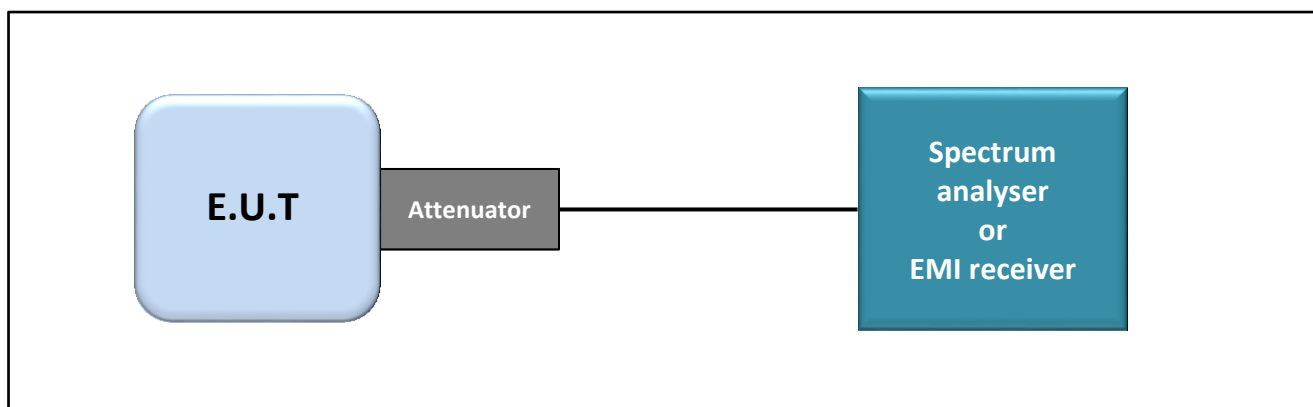 E.U.T
Attenuator
Spectrum
analyser
or
EMI receiver